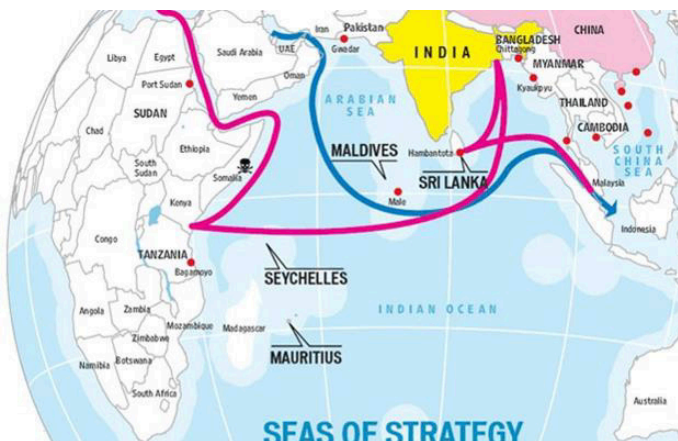 Iran
Pakistan
Gwadar
Libya
Egypt
Saudi Arabia
UAE
Oman
Port Sudan
Yemen
SUDAN
Chad
Ethiopia
South
Sudan
Somalia
Kenya
Congo
TANZANIA
Bagamoyo
Angola
Zambia
Mozambique
Zimbabwe
Namibia
Botswana
South Africa
Madagascar
ARABIAN
SEA
INDIA
BANGLADESH
Chittagong
CHINA
MYANMAR
Kyaukpyu
THAILAND
CAMBODIA
SOUTH
CHINA
SEA
MALDIVES
Male
Hambantota
SRI LANKA
Malaysia
Indonesia
SEYCHELLES
MAURITIUS
INDIAN OCEAN
Australia
SEAS OF STRATEGY